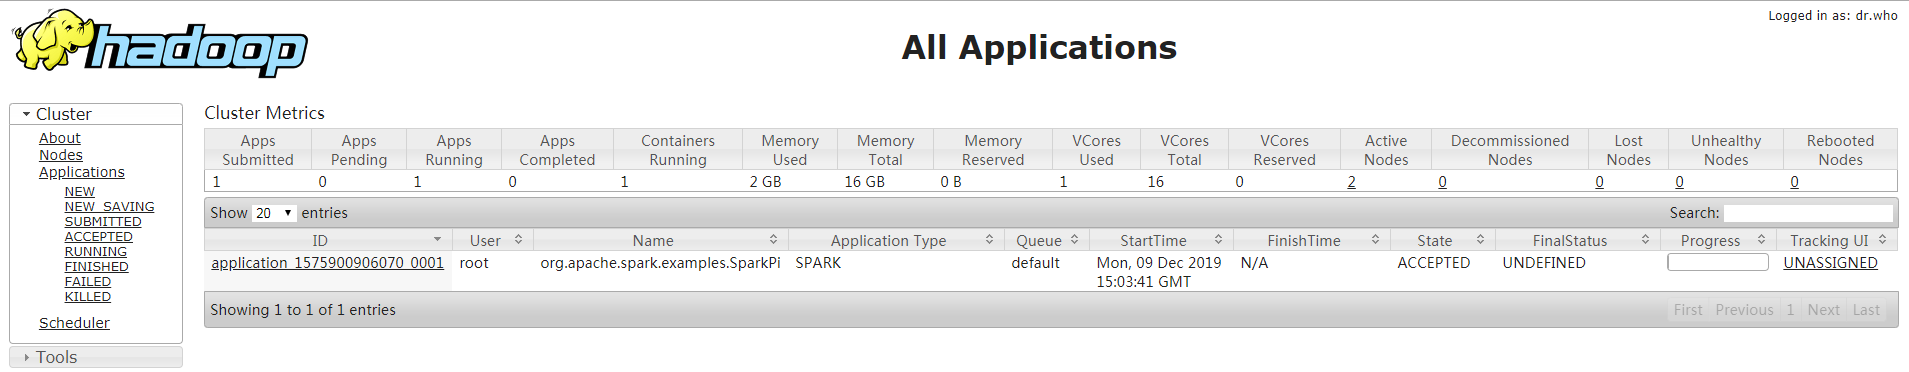 Logged in as: dr.who
hadoop
All Applications
Cluster
About
Nodes
Applications
NEW
NEW_SAVING
SUBMITTED
ACCEPTED
RUNNING
FINISHED
FAILED
KILLED
Scheduler
Tools
Cluster Metrics
Apps Submitted Apps Pending Apps Running Apps Completed Containers Running Memory Used Memory Total Memory Reserved VCores Used VCores Total VCores Reserved Active Nodes Decommissioned Nodes Lost Nodes Unhealthy Nodes Rebooted Nodes
1 0 1 0 1 2 GB 16 GB 0 B 1 16 0 2 0 0 0 0
Show 20 entries Search:
ID User Name Application Type Queue StartTime FinishTime State FinalStatus Progress Tracking UI
application_1575900906070_0001 root org.apache.spark.examples.SparkPi SPARK default Mon, 09 Dec 2019 N/A ACCEPTED UNDEFINED UNASSIGNED
15:03:41 GMT
Showing 1 to 1 of 1 entries First Previous 1 Next Last